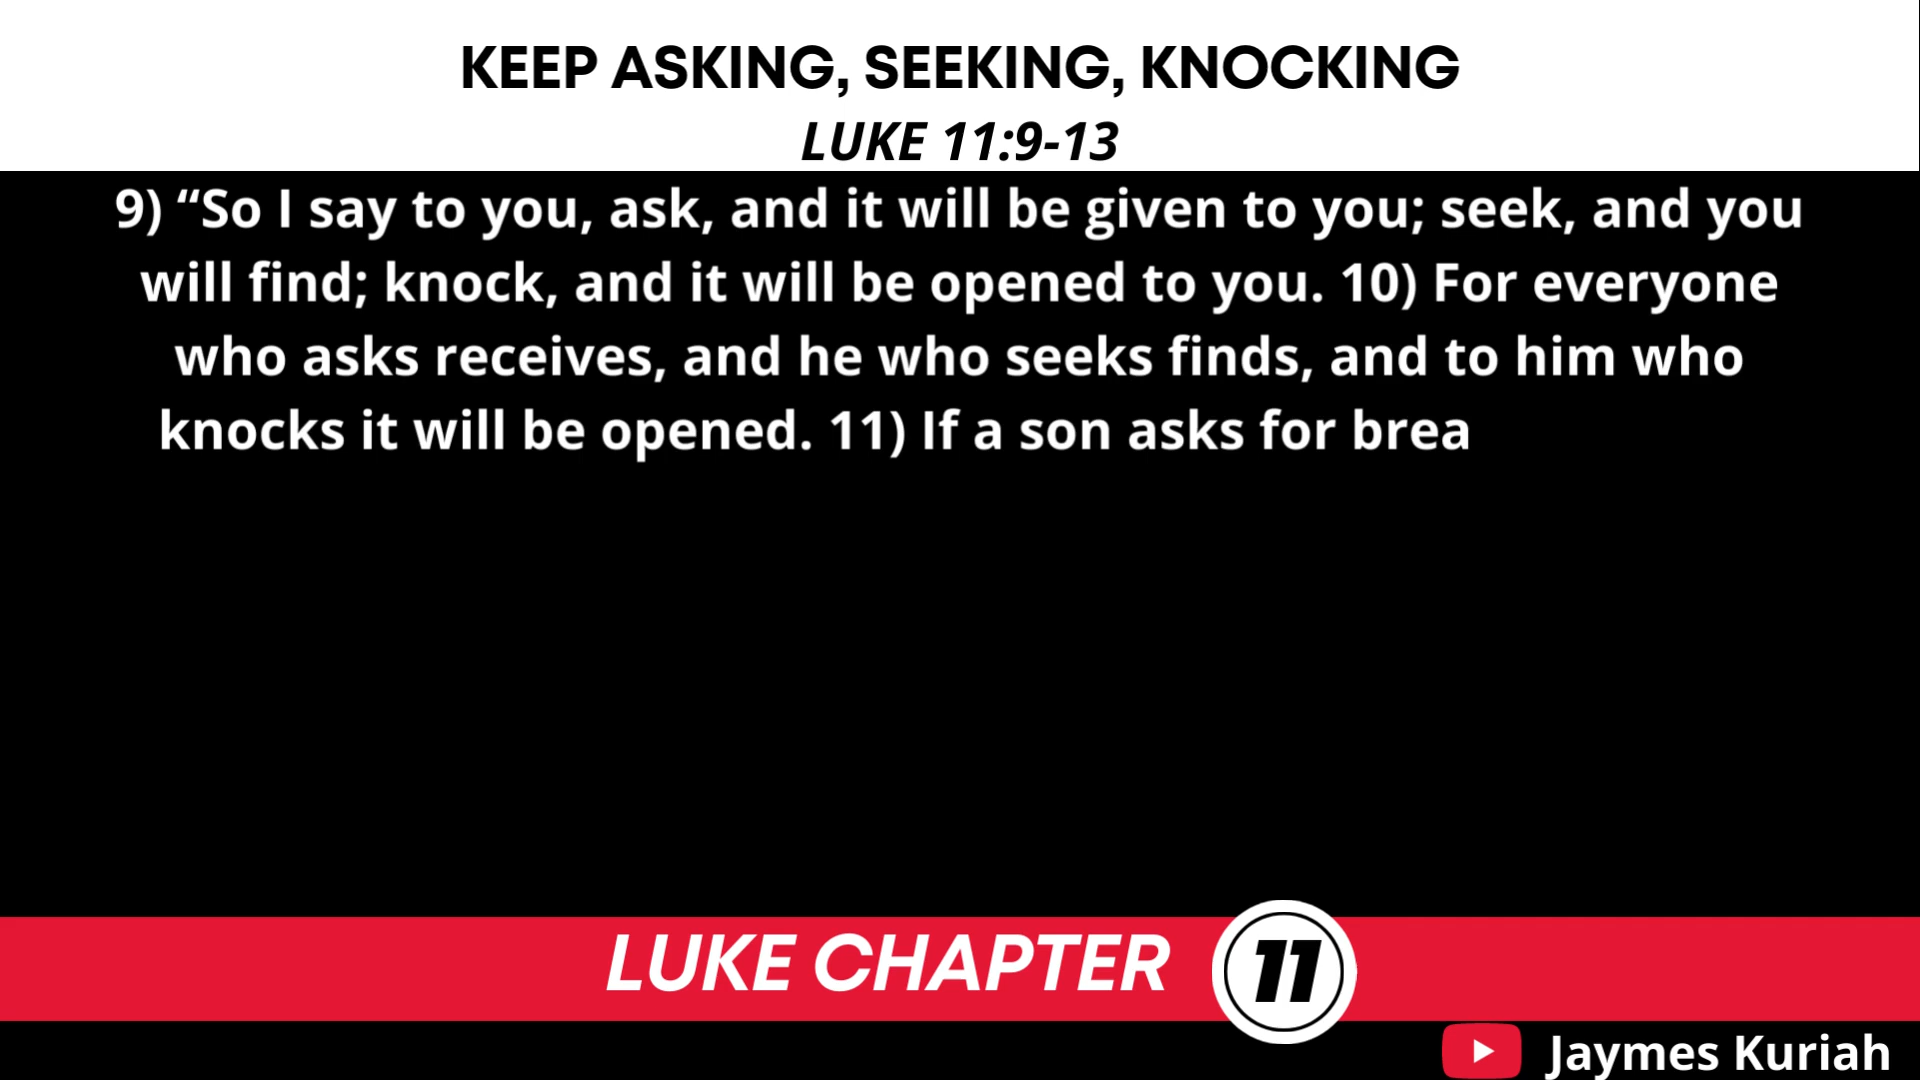 KEEP ASKING, SEEKING, KNOCKING
LUKE 11:9-13
9) “So I say to you, ask, and it will be given to you; seek, and you
will find; knock, and it will be opened to you. 10) For everyone
who asks receives, and he who seeks finds, and to him who
knocks it will be opened. 11) If a son asks for brea
LUKE CHAPTER 11
Jaymes Kuriah